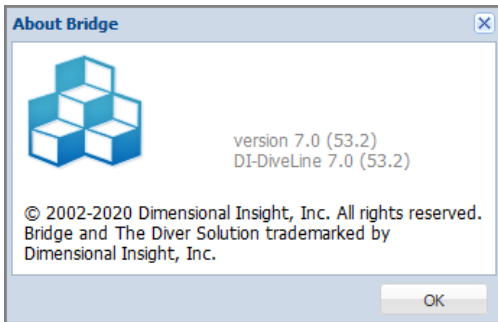 About Bridge
version 7.0 (53.2)
DI-DiveLine 7.0 (53.2)
© 2002-2020 Dimensional Insight, Inc. All rights reserved.
Bridge and The Diver Solution trademarked by
Dimensional Insight, Inc.
OK